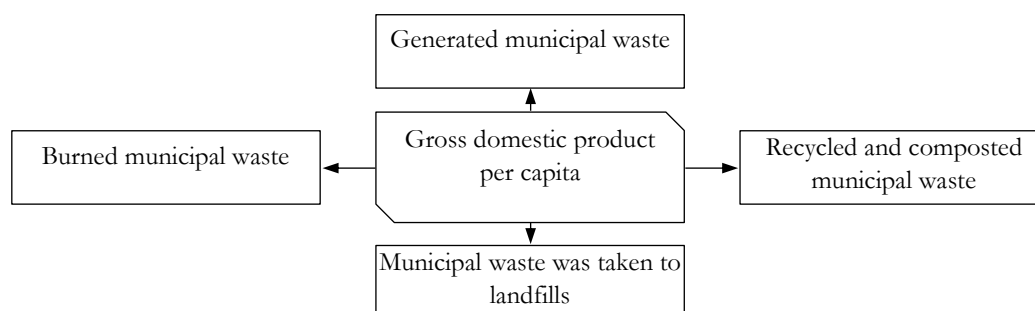 Generated municipal waste
Burned municipal waste
Gross domestic product
per capita
Recycled and composted
municipal waste
Municipal waste was taken to
landfills